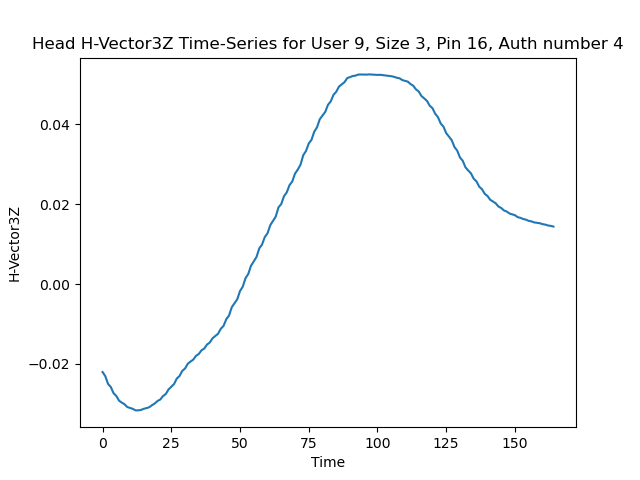 Head H-Vector3Z Time-Series for User 9, Size 3, Pin 16, Auth number 4
H-Vector3Z
0.04
0.02
0.00
−0.02
0 25 50 75 100 125 150
Time